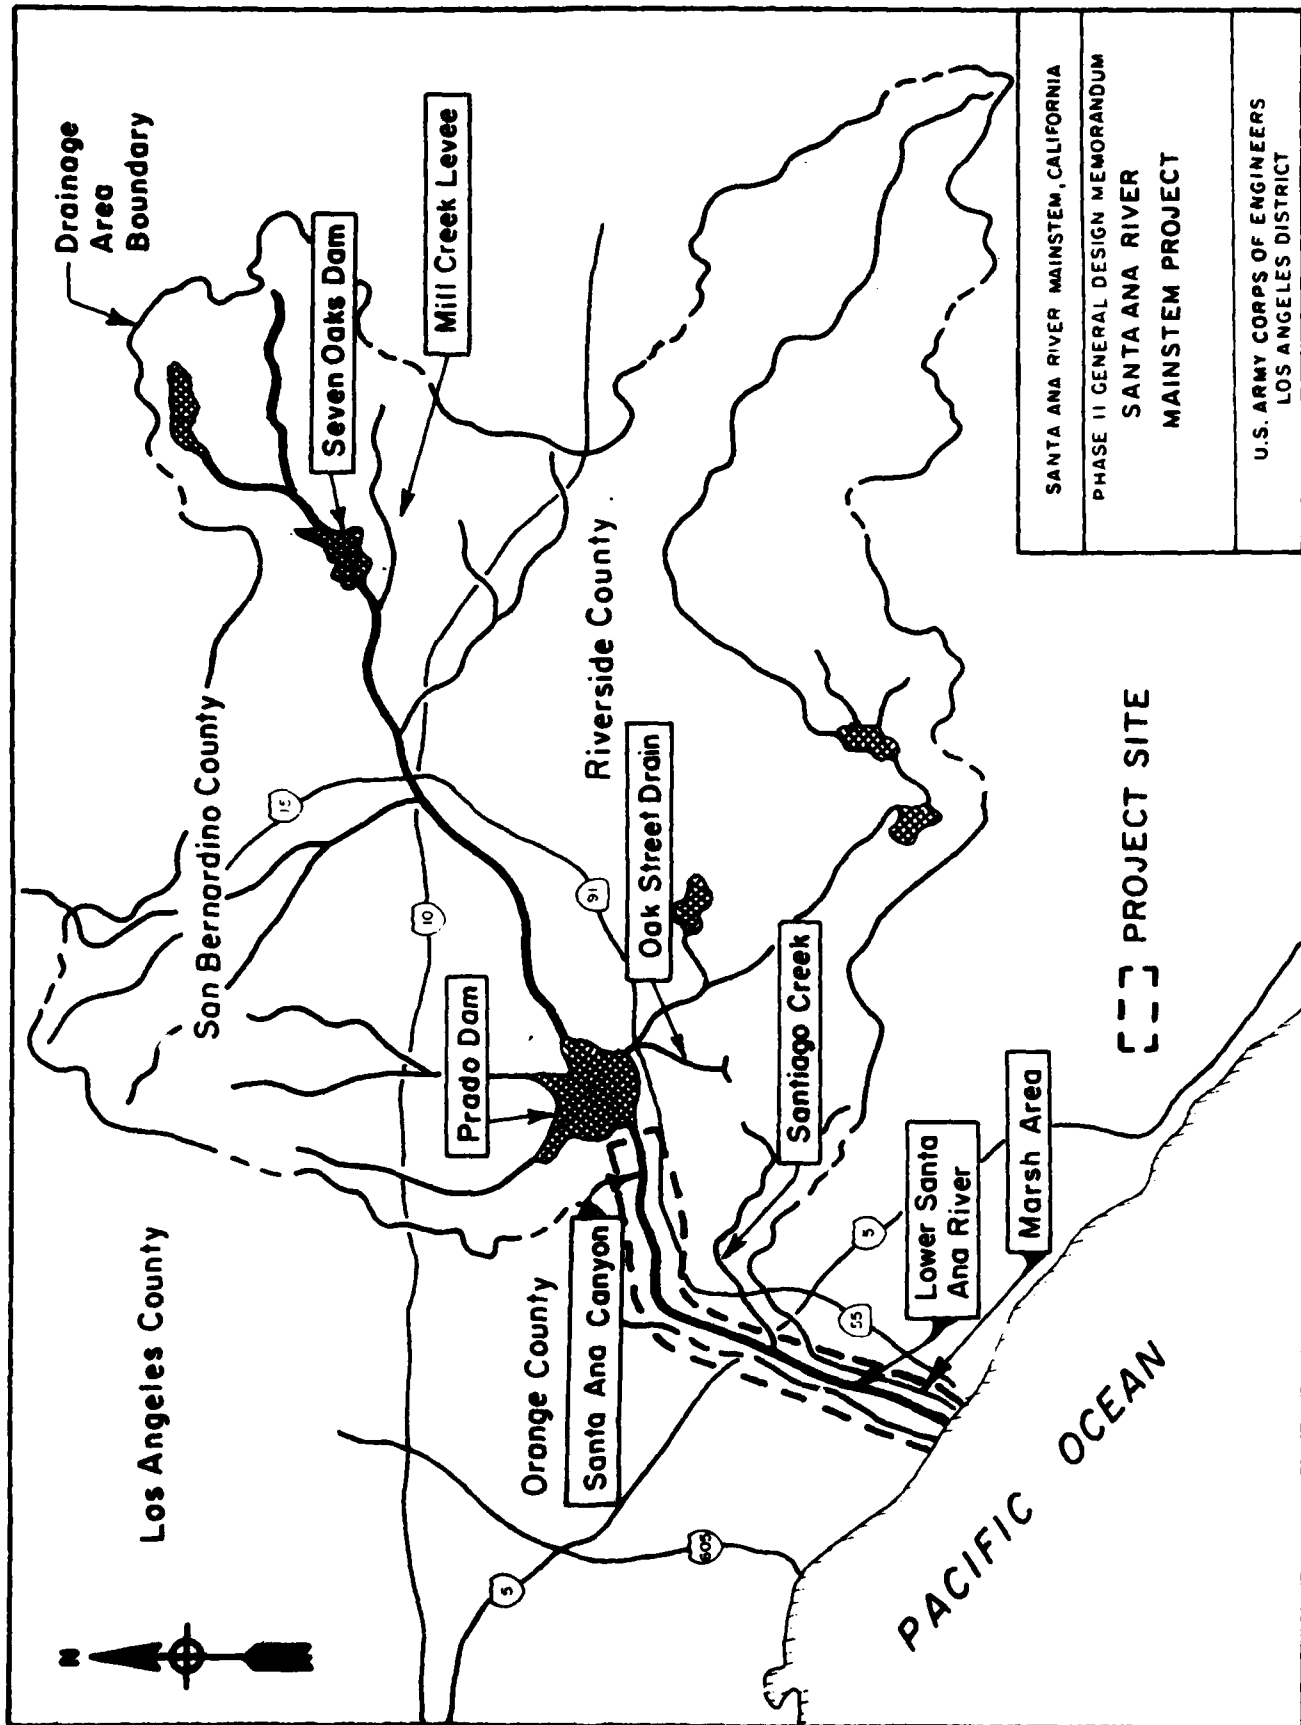 N
Los Angeles County
San Bernardino County
Drainage
Area
Boundary
Seven Oaks Dam
Mill Creek Levee
15
10
Prado Dam
91
Riverside County
Orange County
Santa Ana Canyon
Oak Street Drain
Santiago Creek
5
605
55
5
Lower Santa
Ana River
Marsh Area
PACIFIC OCEAN
PROJECT SITE
SANTA ANA RIVER MAINSTEM, CALIFORNIA
PHASE II GENERAL DESIGN MEMORANDUM
SANTA ANA RIVER
MAINSTEM PROJECT
U.S. ARMY CORPS OF ENGINEERS
LOS ANGELES DISTRICT